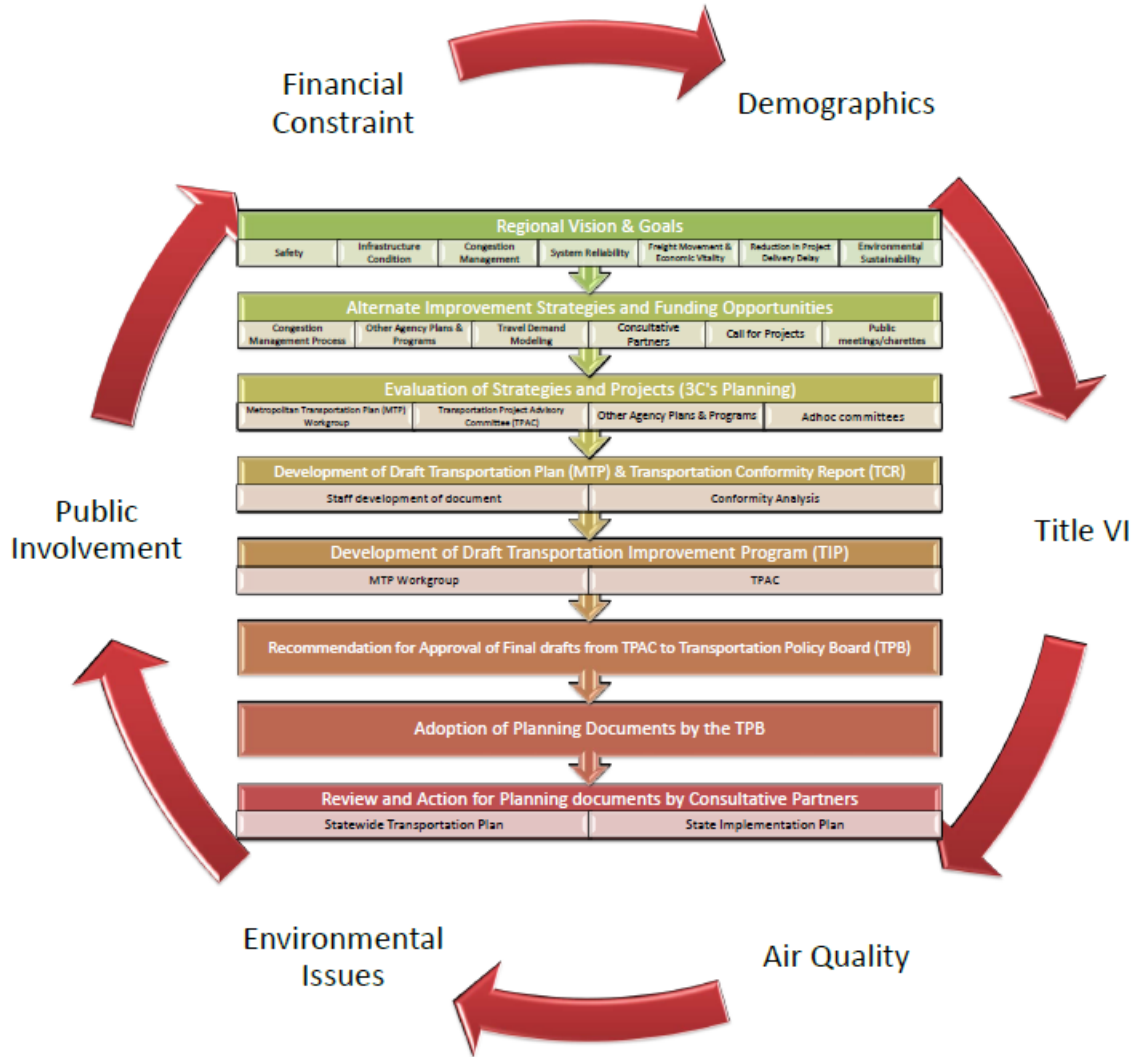 Financial
Constraint
Demographics
Regional Vision & Goals
Safety
Infrastructure
Condition
Congestion
Management
System Reliability
Freight Movement &
Economic Vitality
Reduction in Project
Delivery Delay
Environmental
Sustainability
Alternate Improvement Strategies and Funding Opportunities
Congestion
Management Process
Other Agency Plans &
Programs
Travel Demand
Modeling
Consultative
Partners
Call for Projects
Public
meetings/charettes
Evaluation of Strategies and Projects (3C's Planning)
Metropolitan Transportation Plan (MTP)
Workgroup
Transportation Project Advisory
Committee (TPAC)
Other Agency Plans & Programs
Adhoc committees
Development of Draft Transportation Plan (MTP) & Transportation Conformity Report (TCR)
Staff development of document
Conformity Analysis
Public
Involvement
Title VI
Development of Draft Transportation Improvement Program (TIP)
MTP Workgroup
TPAC
Recommendation for Approval of Final drafts from TPAC to Transportation Policy Board (TPB)
Adoption of Planning Documents by the TPB
Review and Action for Planning documents by Consultative Partners
Statewide Transportation Plan
State Implementation Plan
Environmental
Issues
Air Quality